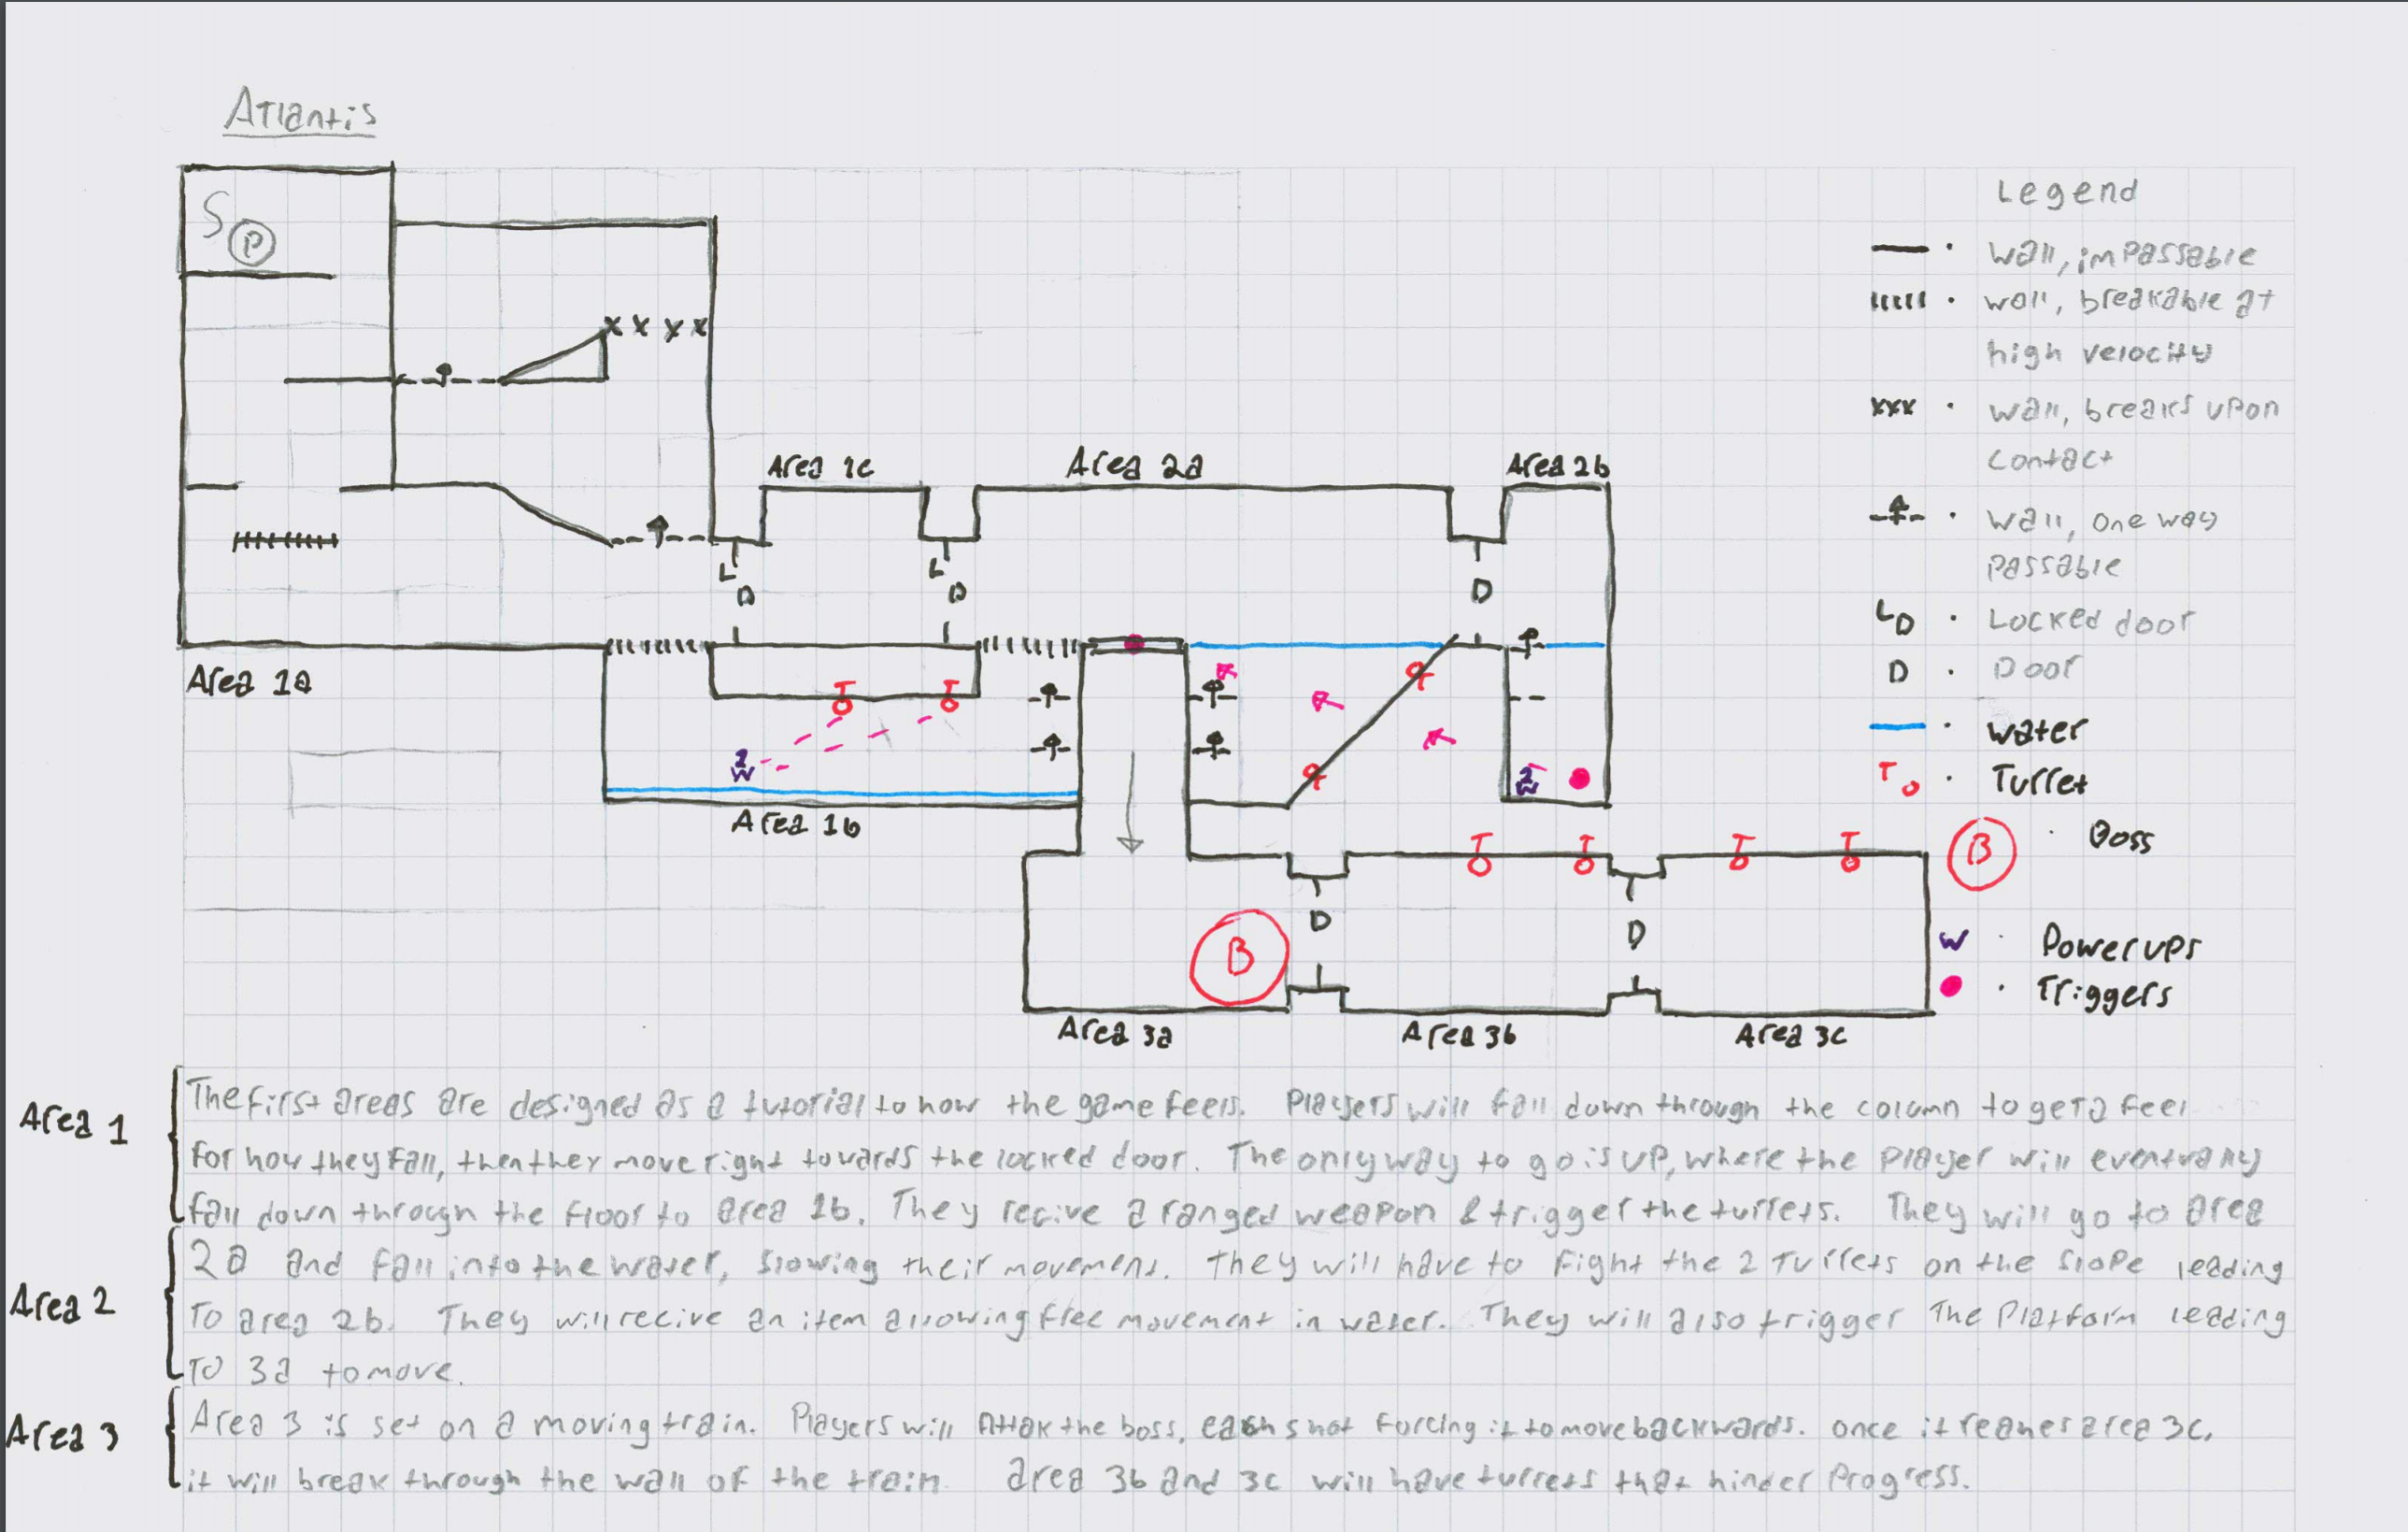 Atlantis
S P
Legend
wall, impassable
wall, breakable at
high velocity
xxx wall, breaks upon
contact
wall, one way
passable
LD Locked door
D Door
water
To Turret
B Boss
W Powerups
Triggers
x x x x
Area 1c
Area 2a
Area 2b
L D
L D
D
Area 1a
2 W
Area 1b
2 W
D
D
B
Area 3a
Area 3b
Area 3c
Area 1
The first areas are designed as a tutorial to how the game feels. Players will fall down through the column to get a feel
for how they fall, then they move right towards the locked door. The only way to go is up, where the player will eventually
fall down through the floor to area 1b. They recive a ranged weapon & trigger the turrets. They will go to area
Area 2
2a and fall into the water, slowing their movement. They will have to fight the 2 turrets on the slope leading
to area 2b. They will recive an item allowing free movement in water. They will also trigger the platform leading
to 3a to move.
Area 3
Area 3 is set on a moving train. Players will Attak the boss, each shot forcing it to move backwards. once it reaches area 3c,
it will break through the wall of the train. area 3b and 3c will have turrets that hinder progress.